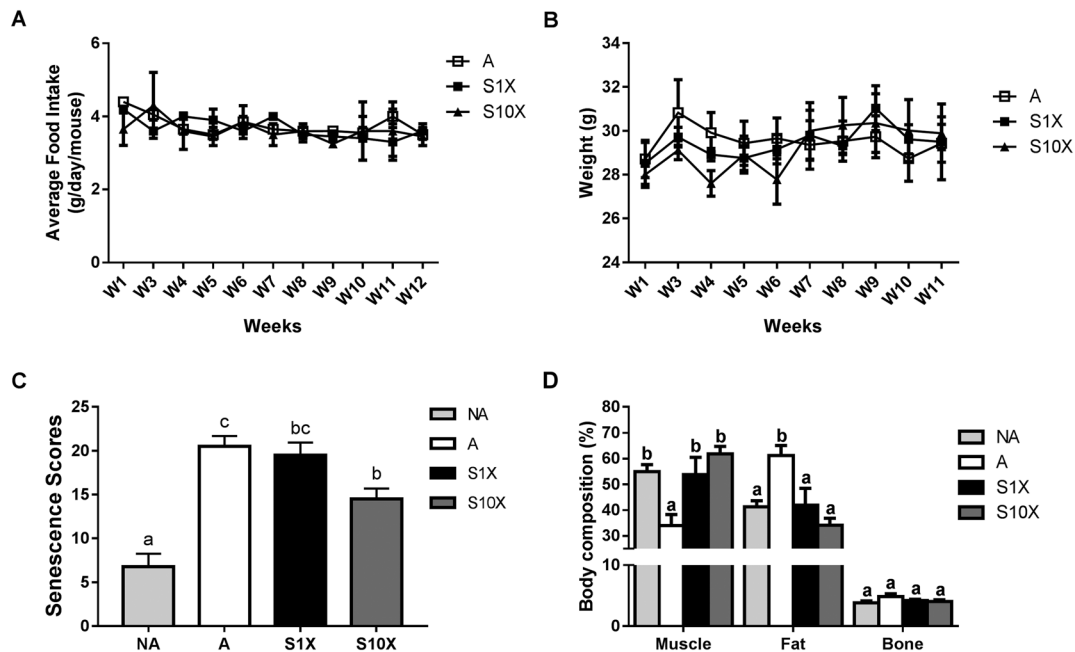 A
Average Food Intake
(g/day/mouse)
6
4
2
0
W1 W3 W4 W5 W6 W7 W8 W9 W10 W11 W12
Weeks
A
S1X
S10X
B
Weight (g)
34
32
30
28
26
24
W1 W3 W4 W5 W6 W7 W8 W9 W10 W11
Weeks
A
S1X
S10X
C
Senescence Scores
25
20
15
10
5
0
a
c
bc
b
NA A S1X S10X
NA
A
S1X
S10X
D
Body composition (%)
80
70
60
50
40
30
10
0
b a b b
a b a a
a a a a
Muscle Fat Bone
NA
A
S1X
S10X